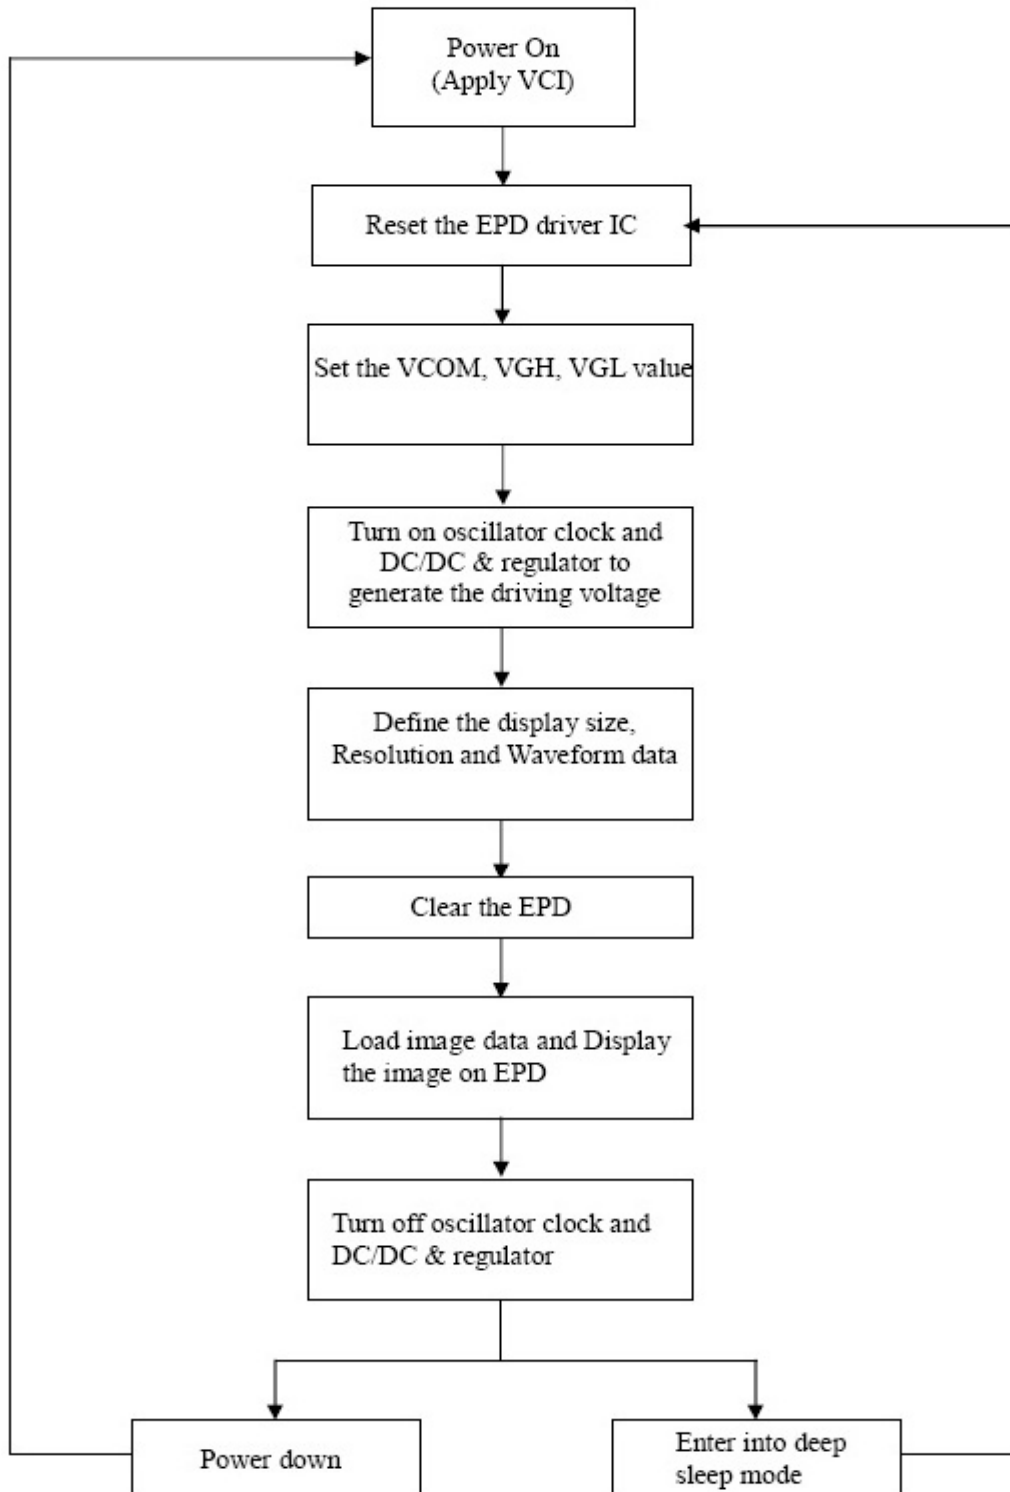 Power On
(Apply VCI)
Reset the EPD driver IC
Set the VCOM, VGH, VGL value
Turn on oscillator clock and
DC/DC & regulator to
generate the driving voltage
Define the display size,
Resolution and Waveform data
Clear the EPD
Load image data and Display
the image on EPD
Turn off oscillator clock and
DC/DC & regulator
Power down
Enter into deep
sleep mode